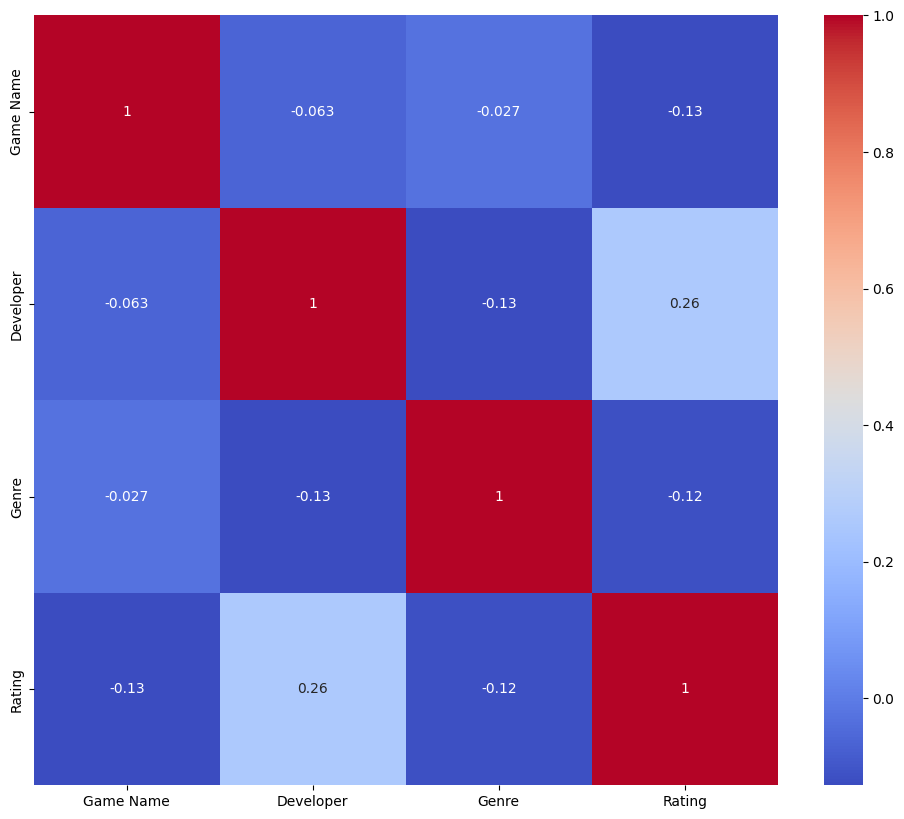 1.0
Game Name 1 -0.063 -0.027 -0.13
0.8
Developer -0.063 1 -0.13 0.26
0.6
0.4
Genre -0.027 -0.13 1 -0.12
0.2
Rating -0.13 0.26 -0.12 1
0.0
Game Name Developer Genre Rating